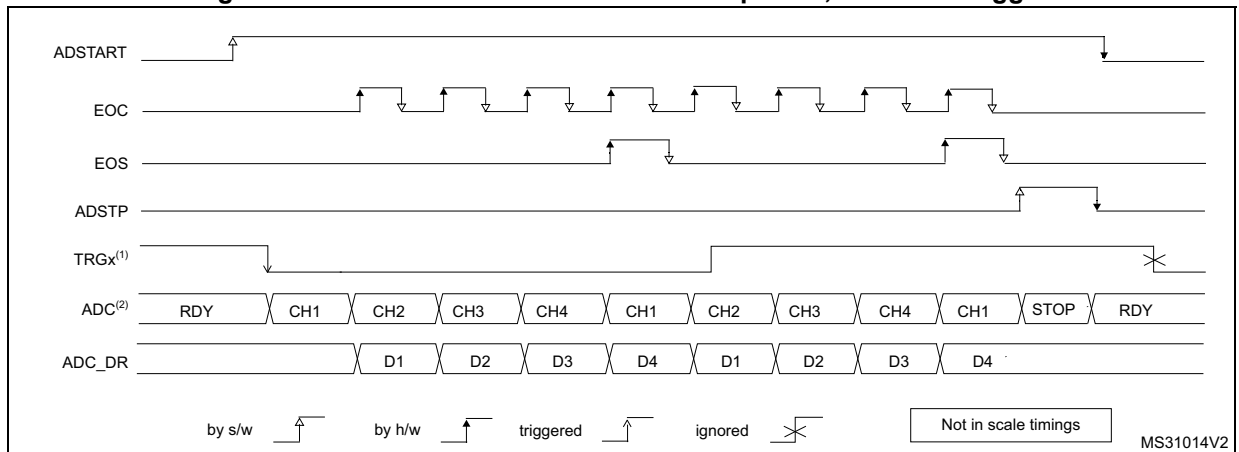 ADSTART
EOC
EOS
ADSTP
TRGx(1)
ADC(2) RDY CH1 CH2 CH3 CH4 CH1 CH2 CH3 CH4 CH1 STOP RDY
ADC_DR D1 D2 D3 D4 D1 D2 D3 D4
by s/w by h/w triggered ignored Not in scale timings
MS31014V2